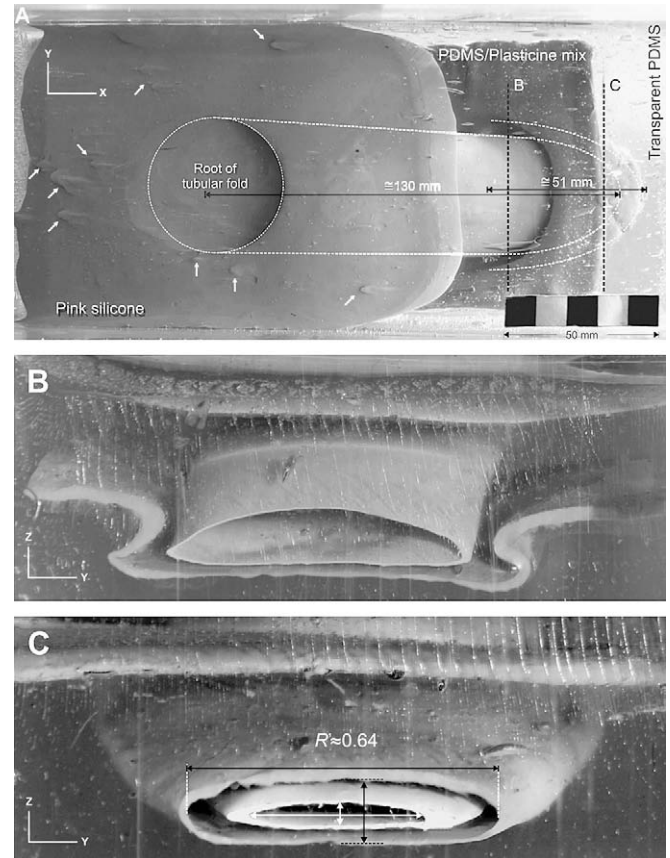 A
Y
X
PDMS/Plasticine mix
B
C
Transparent PDMS
Root of
tubular fold
≅130 mm
≅51 mm
Pink silicone
50 mm
B
Z
Y
C
R≈0.64
Z
Y